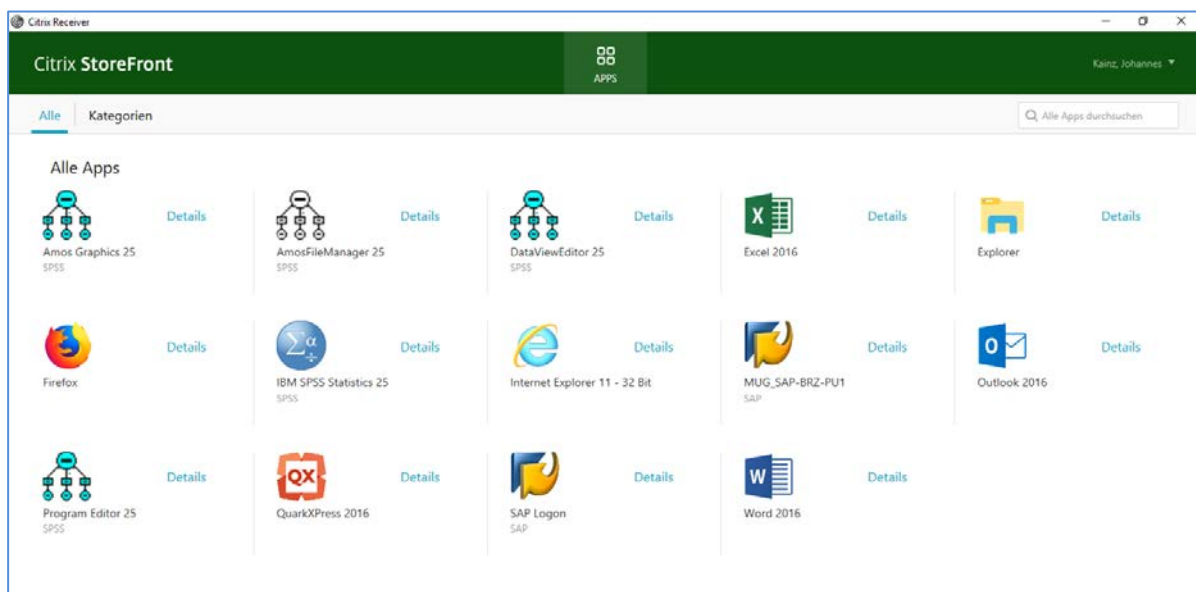 Citrix Receiver
Citrix StoreFront
APPS
Kainz, Johannes
Alle Kategorien
Alle Apps durchsuchen
Alle Apps
Details Details Details Details Details
Amos Graphics 25 AmosFileManager 25 DataViewEditor 25 Excel 2016 Explorer
SPSS SPSS SPSS
Details Details Details Details Details
Firefox IBM SPSS Statistics 25 Internet Explorer 11 - 32 Bit MUG_SAP-BRZ-PU1 Outlook 2016
SPSS SAP
Details Details Details Details
Program Editor 25 QuarkXPress 2016 SAP Logon Word 2016
SPSS SAP